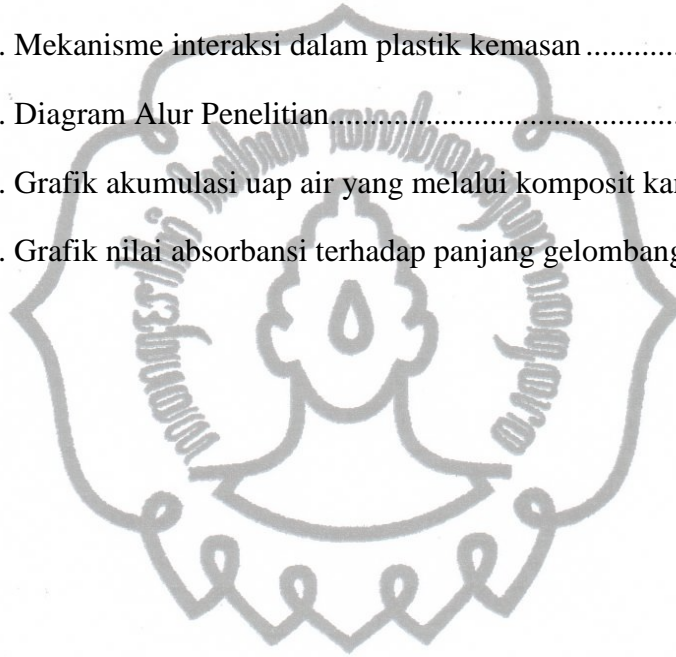 . Mekanisme interaksi dalam plastik kemasan ............
. Diagram Alur Penelitian............................................
. Grafik akumulasi uap air yang melalui komposit
. Grafik nilai absorbansi terhadap panjang gelombang